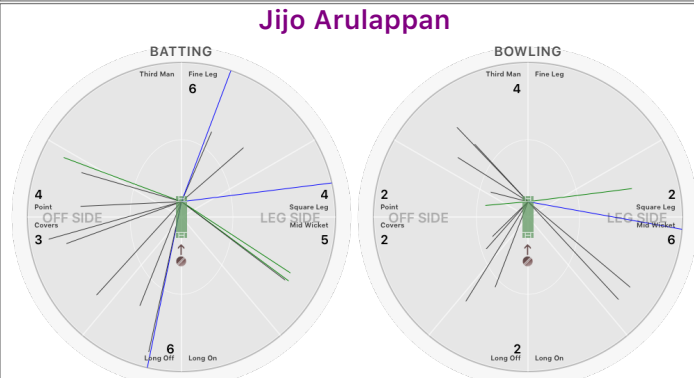 Jijo Arulappan
BATTING
Third Man Fine Leg
6
4
Point
OFF SIDE
Covers
3
4
Square Leg
LEG SIDE
Mid Wicket
5
6
Long Off Long On
BOWLING
Third Man Fine Leg
4
2
Point
OFF SIDE
Covers
2
2
Square Leg
LEG SIDE
Mid Wicket
6
2
Long Off Long On